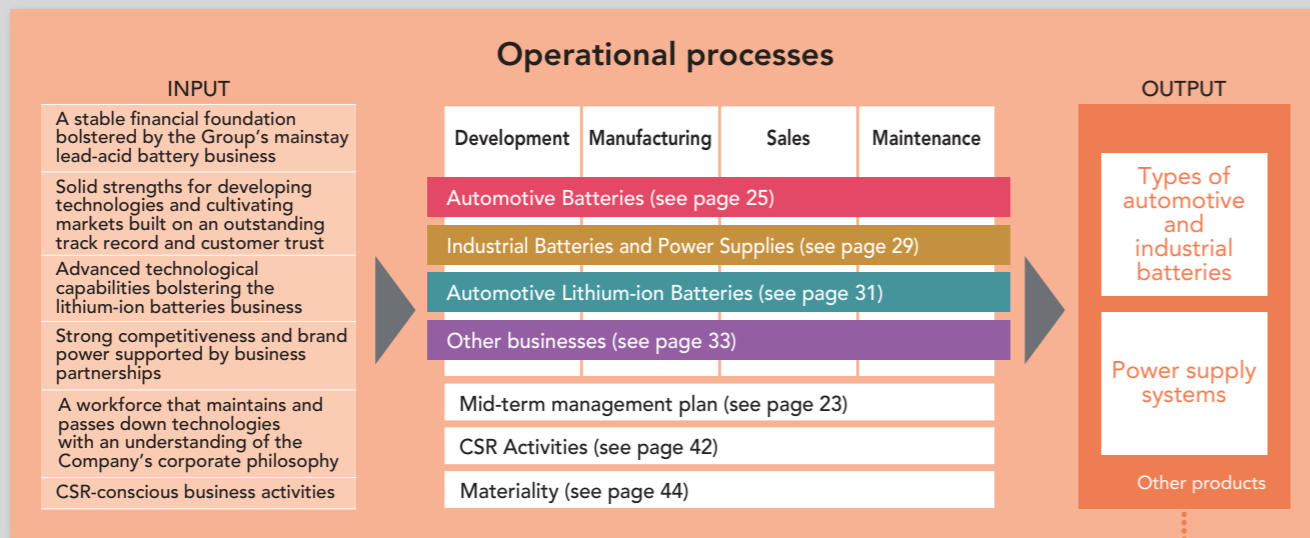 Operational processes
INPUT
A stable financial foundation
bolstered by the Group's mainstay
lead-acid battery business
Solid strengths for developing
technologies and cultivating
markets built on an outstanding
track record and customer trust
Advanced technological
capabilities bolstering the
lithium-ion batteries business
Strong competitiveness and brand
power supported by business
partnerships
A workforce that maintains and
passes down technologies
with an understanding of the
Company's corporate philosophy
CSR-conscious business activities
Development Manufacturing Sales Maintenance
Automotive Batteries (see page 25)
Industrial Batteries and Power Supplies (see page 29)
Automotive Lithium-ion Batteries (see page 31)
Other businesses (see page 33)
Mid-term management plan (see page 23)
CSR Activities (see page 42)
Materiality (see page 44)
OUTPUT
Types of
automotive
and
industrial
batteries
Power supply
systems
Other products